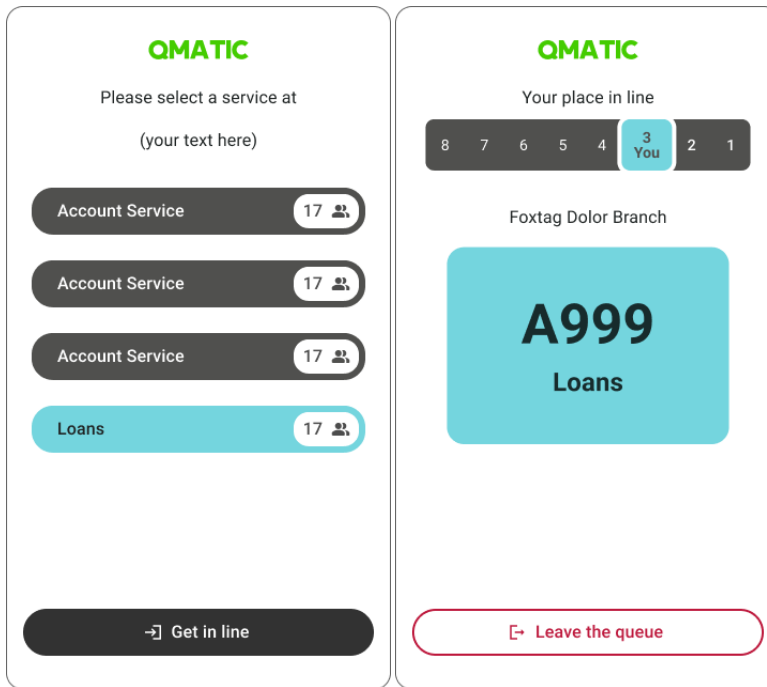 QMATIC
Please select a service at
(your text here)
Account Service 17
Account Service 17
Account Service 17
Loans 17
Get in line
QMATIC
Your place in line
8 7 6 5 4 3 You 2 1
Foxtag Dolor Branch
A999
Loans
Leave the queue